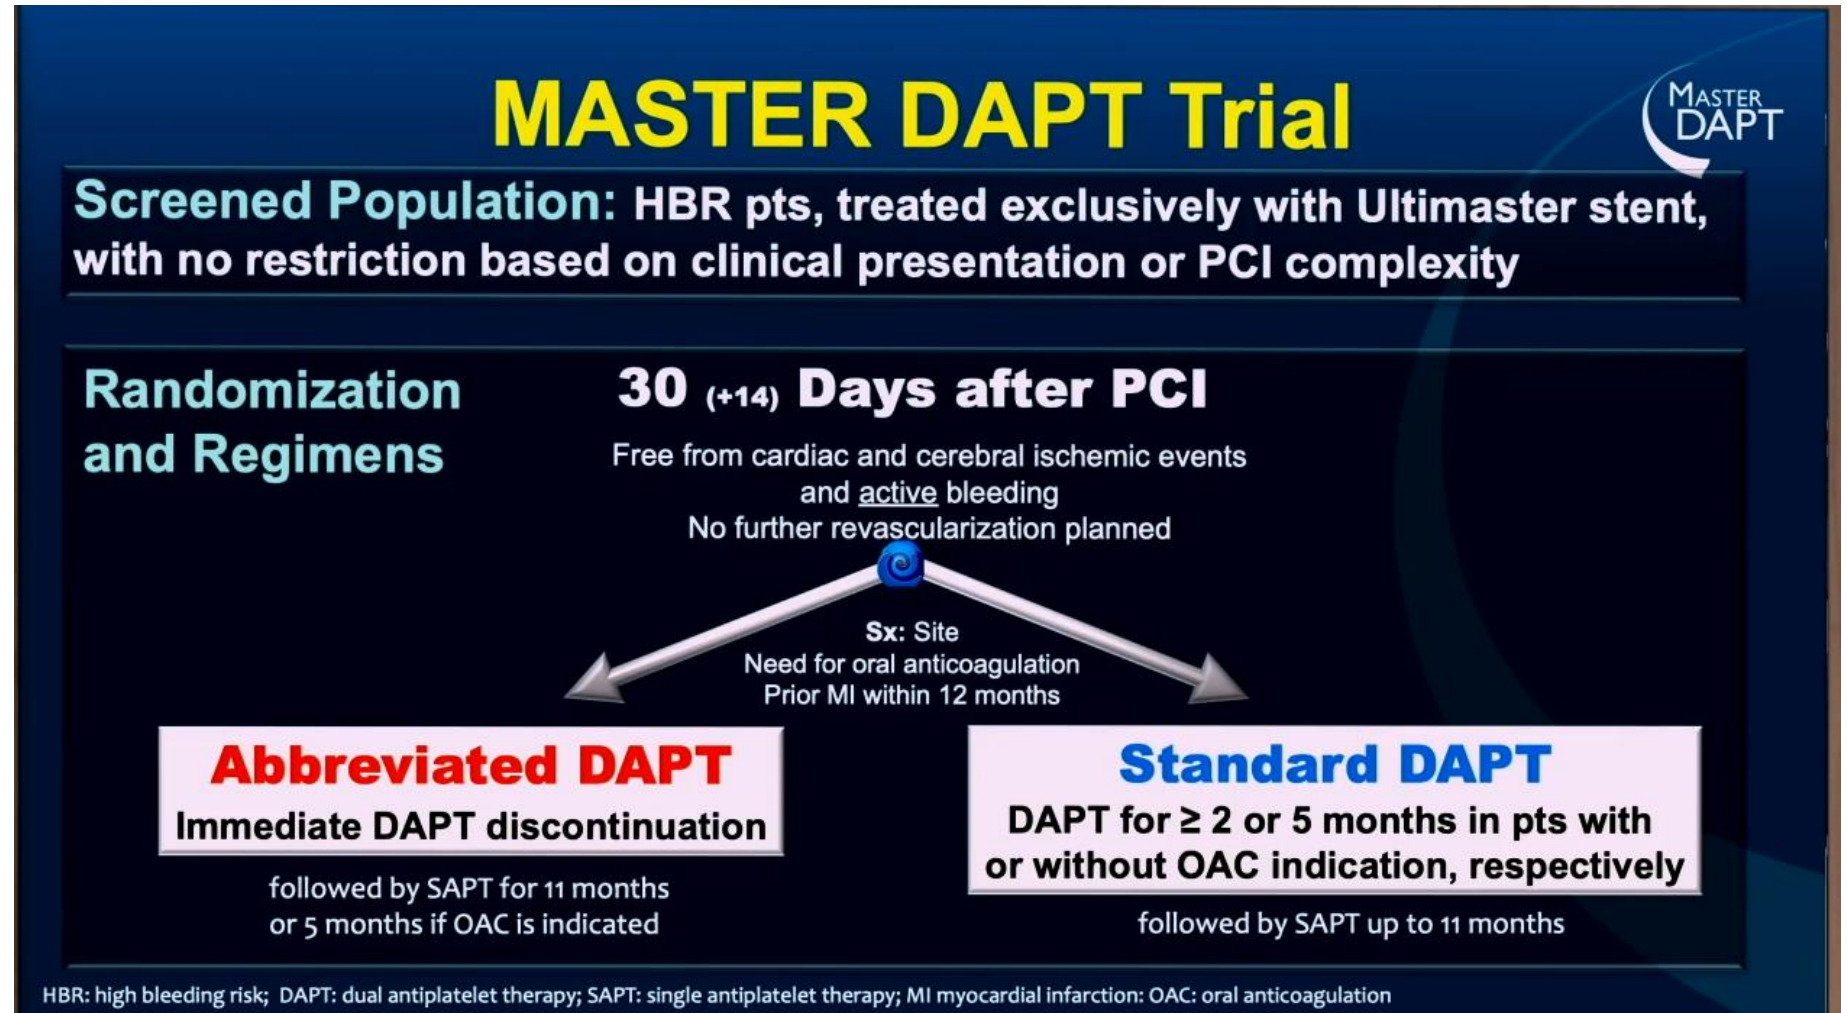 MASTER DAPT Trial
MASTER
DAPT
Screened Population: HBR pts, treated exclusively with Ultimaster stent,
with no restriction based on clinical presentation or PCI complexity
Randomization
and Regimens
30 (+14) Days after PCI
Free from cardiac and cerebral ischemic events
and active bleeding
No further revascularization planned
Sx: Site
Need for oral anticoagulation
Prior MI within 12 months
Abbreviated DAPT
Immediate DAPT discontinuation
followed by SAPT for 11 months
or 5 months if OAC is indicated
Standard DAPT
DAPT for ≥ 2 or 5 months in pts with
or without OAC indication, respectively
followed by SAPT up to 11 months
HBR: high bleeding risk; DAPT: dual antiplatelet therapy; SAPT: single antiplatelet therapy; MI myocardial infarction: OAC: oral anticoagulation